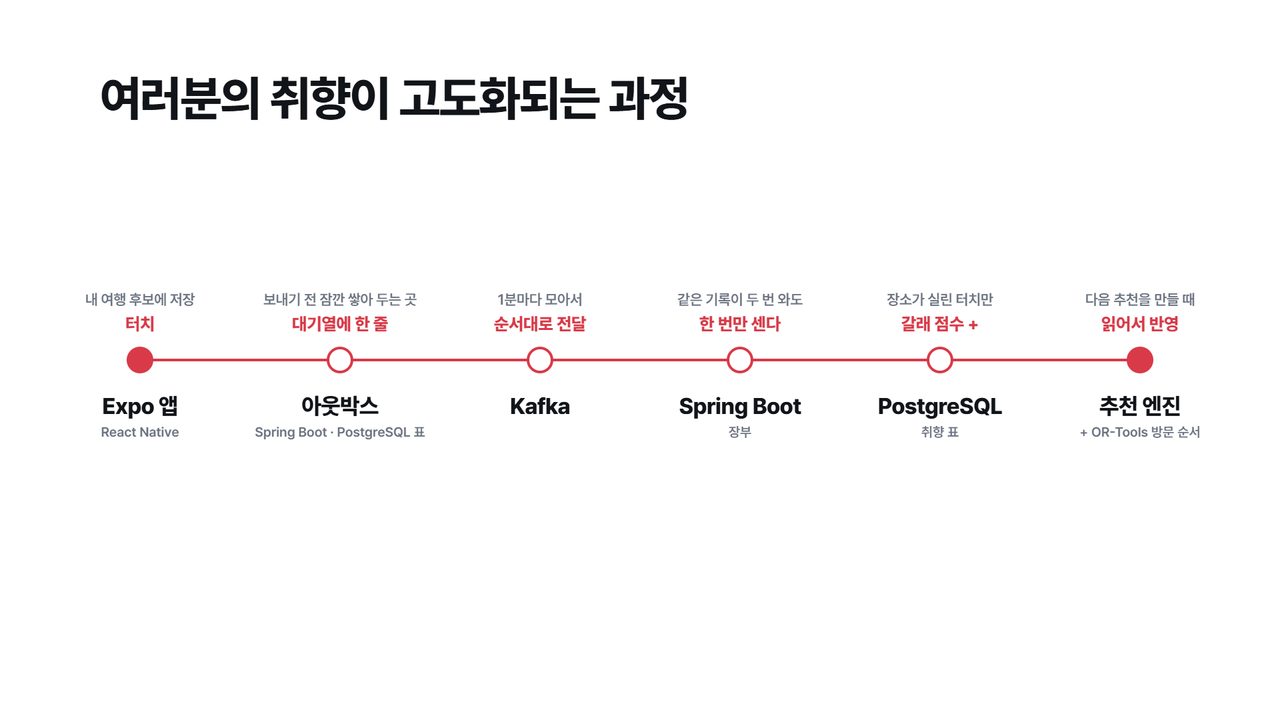 여러분의 취향이 고도화되는 과정
내 여행 후보에 저장
터치
Expo 앱
React Native
보내기 전 잠깐 쌓아 두는 곳
대기열에 한 줄
아웃박스
Spring Boot · PostgreSQL 표
1분마다 모아서
순서대로 전달
Kafka
같은 기록이 두 번 와도
한 번만 센다
Spring Boot
장부
장소가 실린 터치만
갈래 점수 +
PostgreSQL
취향 표
다음 추천을 만들 때
읽어서 반영
추천 엔진
+ OR-Tools 방문 순서